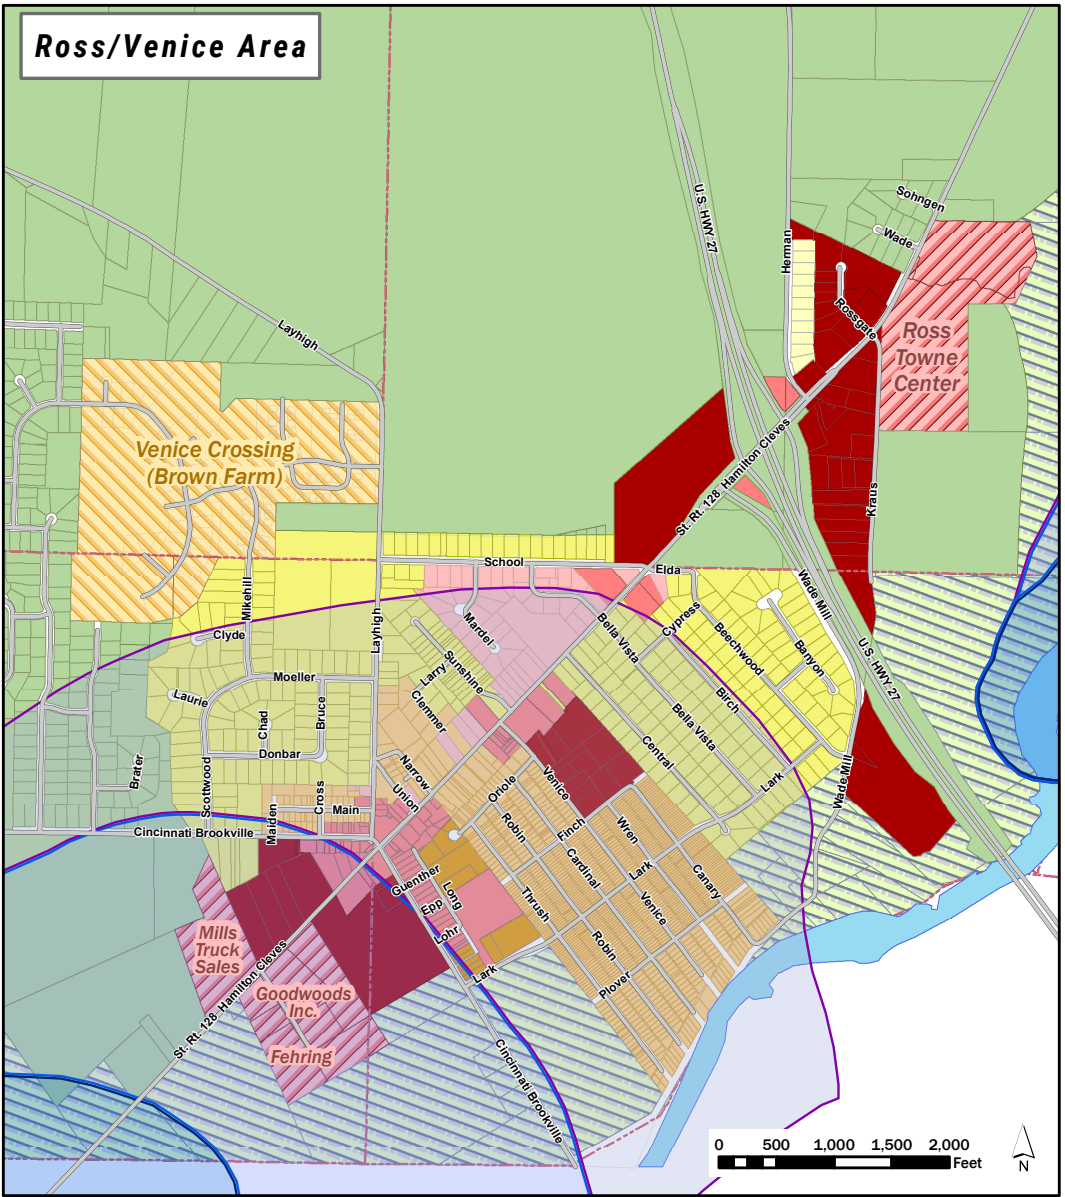 Ross/Venice Area
Sohngen
Wade
U.S. HWY 27
Herman
Rossgate
Layhigh
Ross
Towne
Center
Venice Crossing
(Brown Farm)
St. Rt. 128 Hamilton Cleves
Kraus
School
Elda
Mikehill
Wade Mill
Clyde
Layhigh
Mardel
Bella Vista
Cypress
Beechwood
Banyon
U.S. HWY 27
Moeller
Larry
Sunshine
Laurie
Clemmer
Birch
Chad
Bruce
Bella Vista
Donbar
Central
Brater
Scottwood
Narrow
Venice
Lark
Wade Mill
Cross
Union
Oriole
Main
Maiden
Robin
Finch
Wren
Cincinnati Brookville
Cardinal
Lark
Canary
Guenther
Long
Epp
Thrush
Venice
Lohr
Robin
Mills
Truck
Sales
Lark
Plover
St. Rt. 128 Hamilton Cleves
Goodwoods
Inc.
Fehring
Cincinnati Brookville
0 500 1,000 1,500 2,000
Feet
N